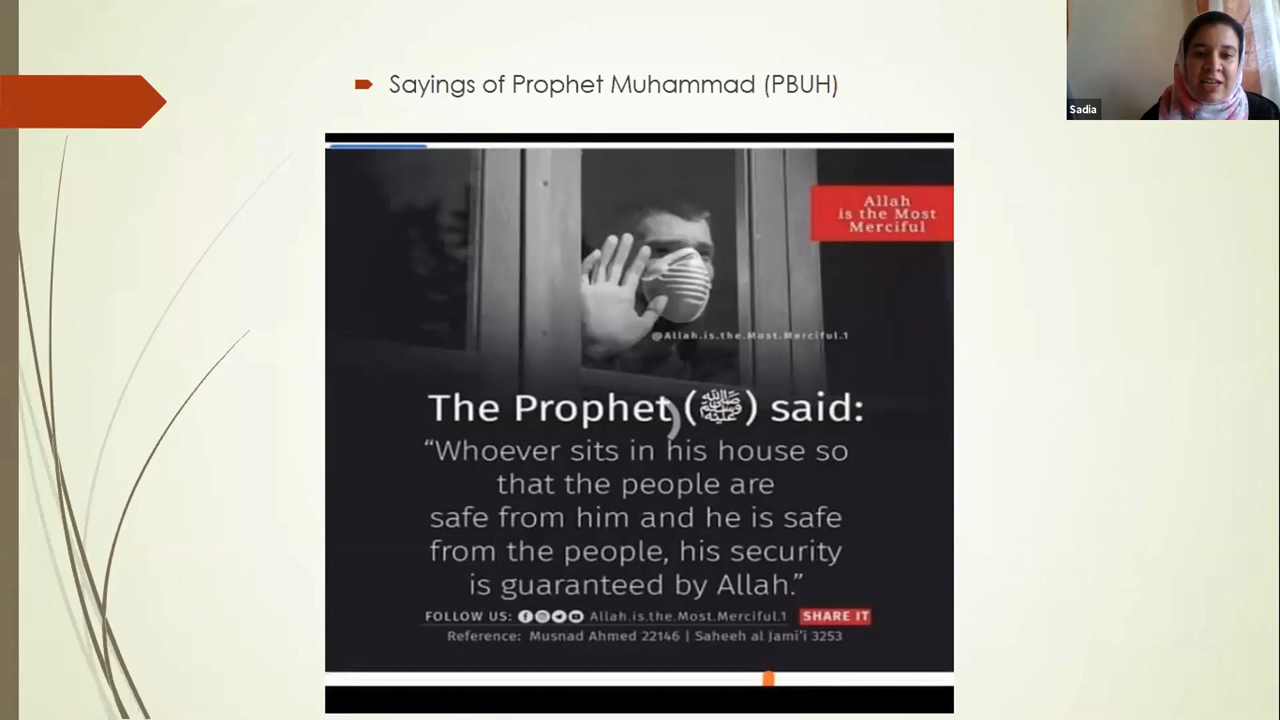 Sayings of Prophet Muhammad (PBUH)
Sadia
Allah
is the Most
Merciful
@Allah.is.the.Most.Merciful.1
The Prophet (ﷺ) said:
“Whoever sits in his house so
that the people are
safe from him and he is safe
from the people, his security
is guaranteed by Allah.”
FOLLOW US: Allah.is.the.Most.Merciful.1 SHARE IT
Reference: Musnad Ahmed 22146 | Saheeh al Jami’i 3253